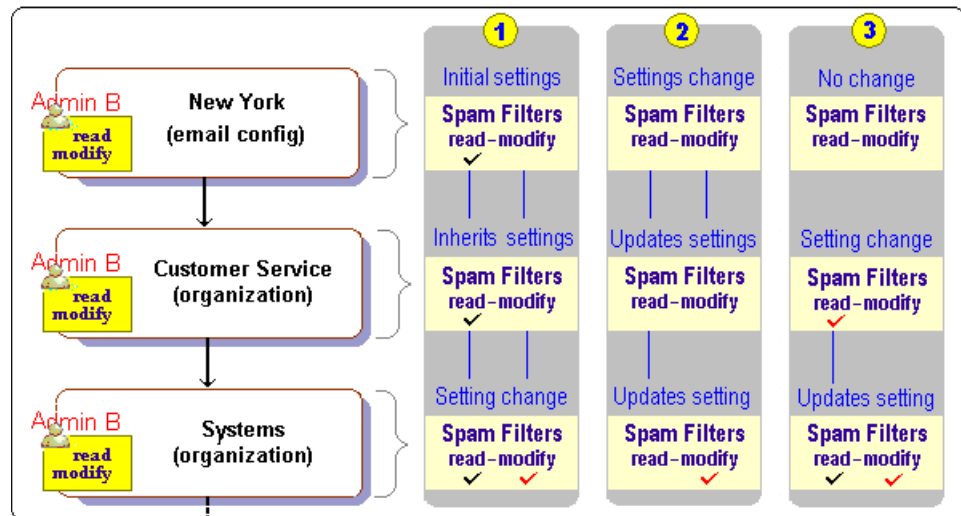 1
2
3
Initial settings
Settings change
No change
Admin B
read
modify
New York
(email config)
Spam Filters
read-modify
Spam Filters
read-modify
Spam Filters
read-modify
Inherits settings
Updates settings
Setting change
Admin B
read
modify
Customer Service
(organization)
Spam Filters
read-modify
Spam Filters
read-modify
Spam Filters
read-modify
Setting change
Updates setting
Updates setting
Admin B
read
modify
Systems
(organization)
Spam Filters
read-modify
Spam Filters
read-modify
Spam Filters
read-modify